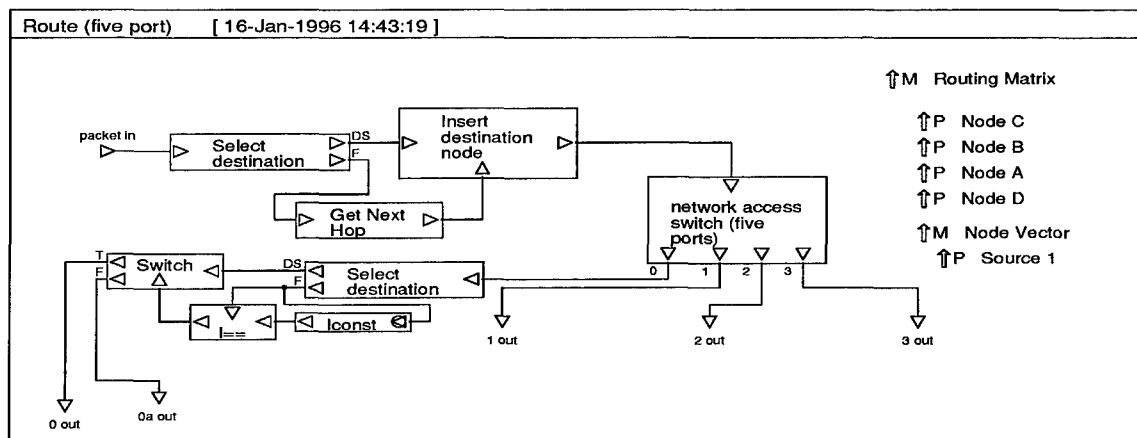 Route (five port) [ 16-Jan-1996 14:43:19 ]
M Routing Matrix
packet in
Select
destination
DS
F
Insert
destination
node
P Node C
P Node B
P Node A
P Node D
Get Next
Hop
network access
switch (five
ports)
M Node Vector
P Source 1
0
1
2
3
T
F
Switch
DS
F
Select
destination
I==
Iconst
1 out
2 out
3 out
0 out
0a out